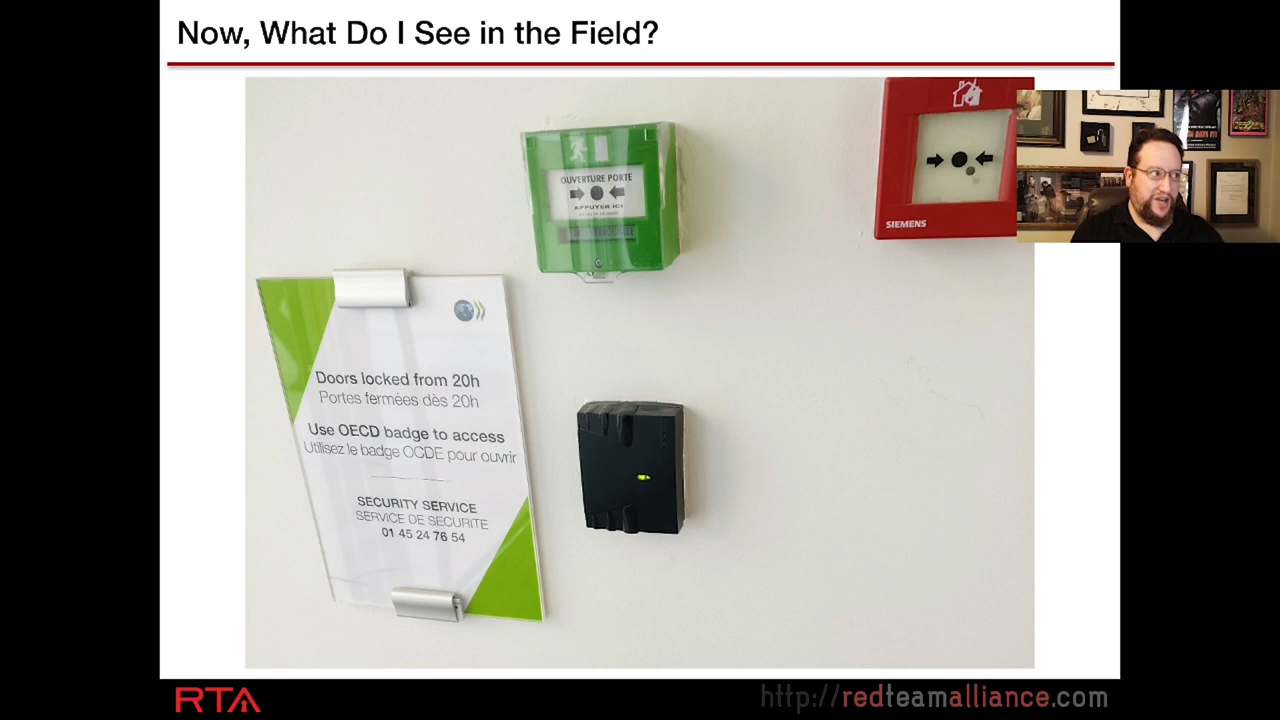 Now, What Do I See in the Field?
OUVERTURE PORTE
APPUYER ICI
SIEMENS
Doors locked from 20h
Portes fermées dès 20h
Use OECD badge to access
Utilisez le badge OCDE pour ouvrir
SECURITY SERVICE
SERVICE DE SECURITE
01 45 24 76 54
RTA
http://redteamalliance.com